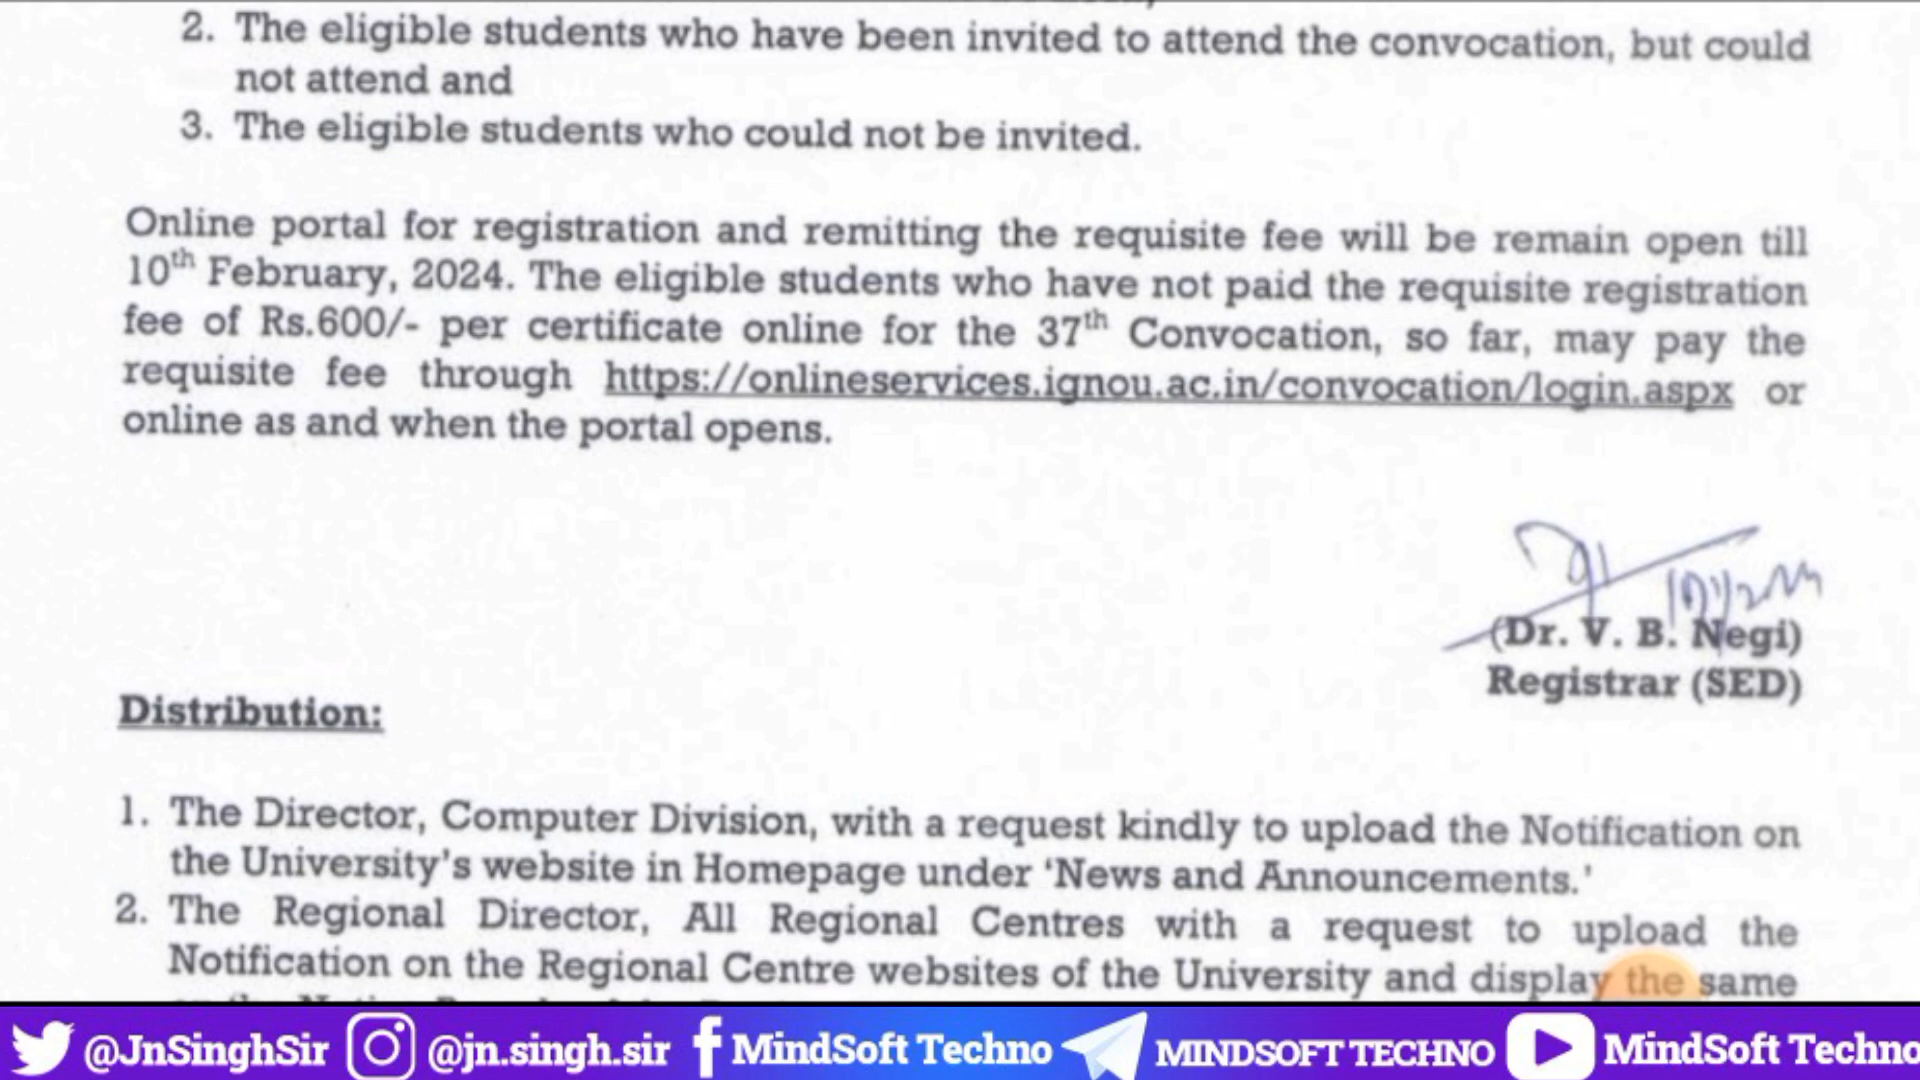 2. The eligible students who have been invited to attend the convocation, but could
not attend and
3. The eligible students who could not be invited.
Online portal for registration and remitting the requisite fee will be remain open till
10th February, 2024. The eligible students who have not paid the requisite registration
fee of Rs.600/- per certificate online for the 37th Convocation, so far, may pay the
requisite fee through https://onlineservices.ignou.ac.in/convocation/login.aspx or
online as and when the portal opens.
(Dr. V. B. Negi)
Registrar (SED)
Distribution:
1. The Director, Computer Division, with a request kindly to upload the Notification on
the University's website in Homepage under 'News and Announcements.'
2. The Regional Director, All Regional Centres with a request to upload the
Notification on the Regional Centre websites of the University and display the same
@JnSinghSir @jn.singh.sir MindSoft Techno MINDSOFT TECHNO MindSoft Techno